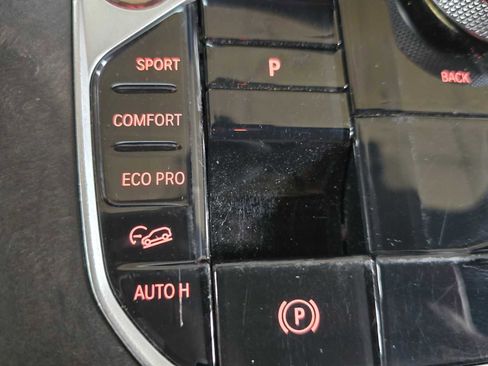 SPORT
P
BACK
COMFORT
ECO PRO
AUTO H
P